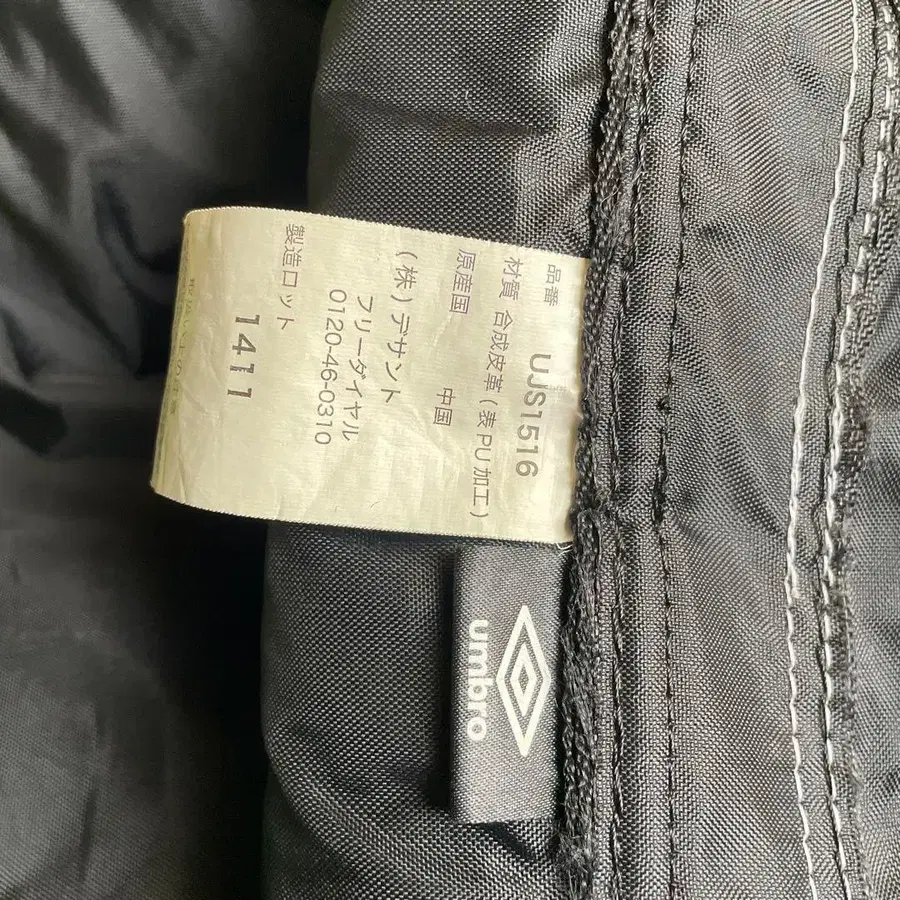 品番 UJS1516
材質 合成皮革(表PU加工)
原産国 中国
(株)デサント
フリーダイヤル
0120-46-0310
製造ロット
1411
umbro